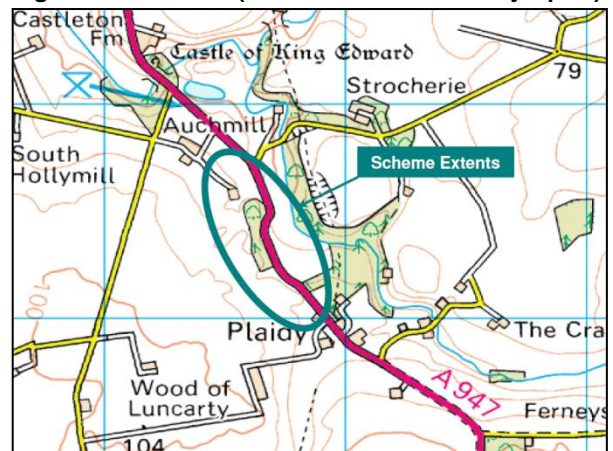 Castleton
Fm
Castle of King Edward
79
Strocherie
Auchmill
South
Hollymill
Scheme Extents
100
Plaidy
The Cra
A 947
Wood of
Luncarty
Ferneys
104